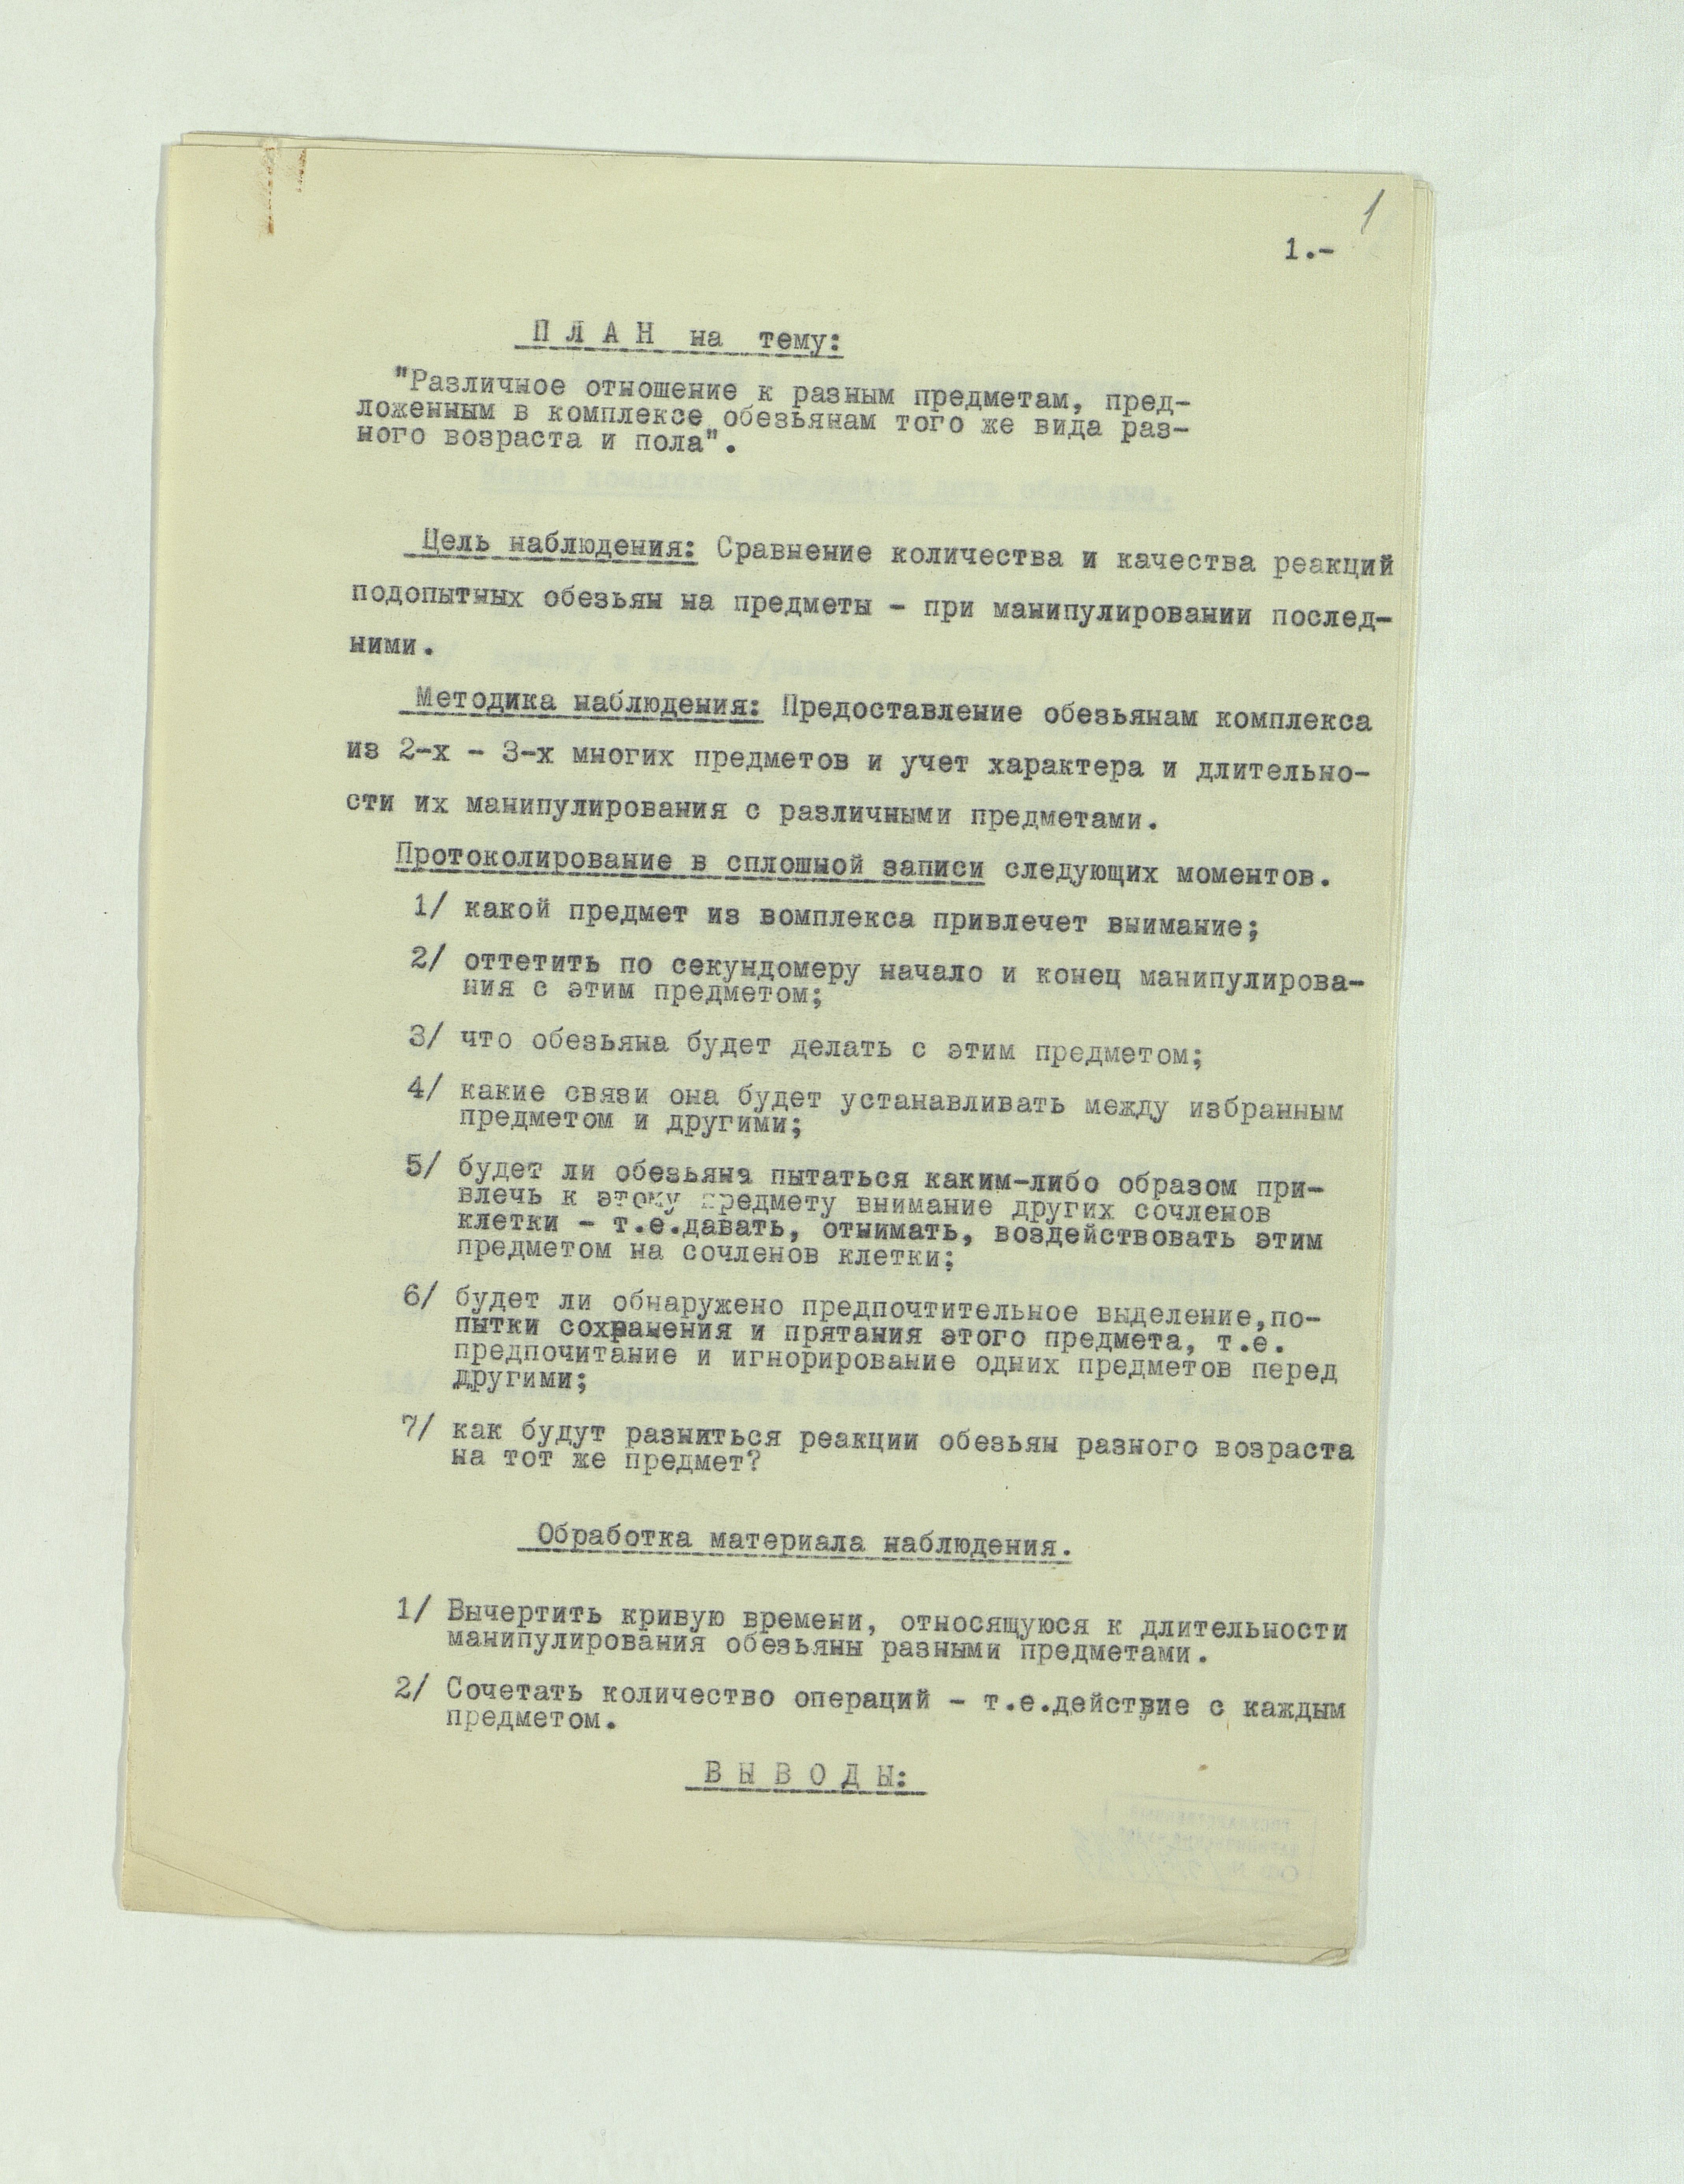 1
1.-
П Л А Н на тему:
"Различное отношение к разным предметам, пред-
ложенным в комплексе обезьянам того же вида раз-
ного возраста и пола".
Цель наблюдения: Сравнение количества и качества реакций
подопытных обезьян на предметы - при манипулировании послед-
ними.
Методика наблюдения: Предоставление обезьянам комплекса
из 2-х - 3-х многих предметов и учет характера и длительно-
сти их манипулирования с различными предметами.
Протоколирование в сплошной записи следующих моментов.
1/ какой предмет из вомплекса привлечет внимание;
2/ оттетить по секундомеру начало и конец манипулирова-
ния с этим предметом;
3/ что обезьяна будет делать с этим предметом;
4/ какие связи она будет устанавливать между избранным
предметом и другими;
5/ будет ли обезьяна пытаться каким-либо образом при-
влечь к этому предмету внимание других сочленов
клетки - т.е.давать, отнимать, воздействовать этим
предметом на сочленов клетки;
6/ будет ли обнаружено предпочтительное выделение,по-
пытки сохранения и прятания этого предмета, т.е.
предпочитание и игнорирование одних предметов перед
другими;
7/ как будут разниться реакции обезьян разного возраста
на тот же предмет?
Обработка материала наблюдения.
1/ Вычертить кривую времени, относящуюся к длительности
манипулирования обезьяны разными предметами.
2/ Сочетать количество операций - т.е.действие с каждым
предметом.
В Ы В О Д Ы: